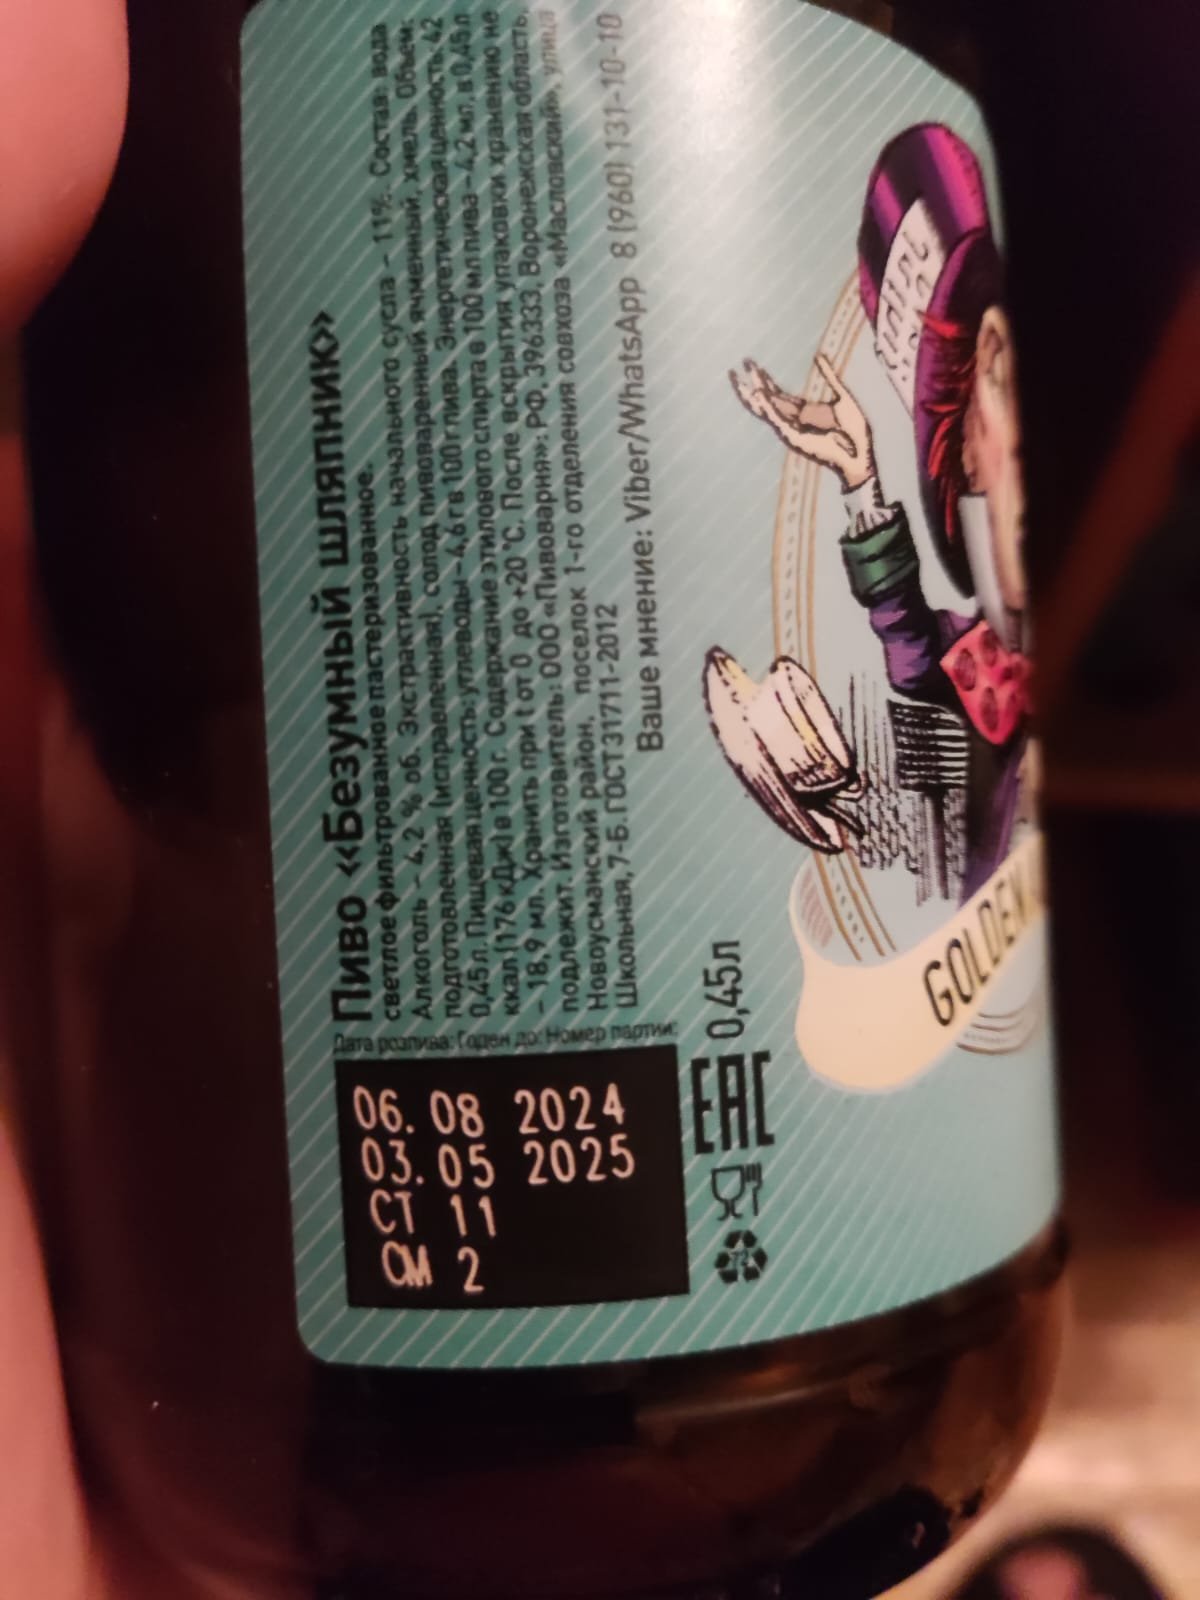 Пиво «Безумный шляпник»
светлое фильтрованное пастеризованное.
Алкоголь – 4,2 % об. Экстрактивность начального сусла – 11%. Состав: вода
подготовленная (исправленная), солод пивоваренный ячменный, хмель. Объем:
0,45 л. Пищевая ценность: углеводы – 4,6 г в 100 г пива. Энергетическая ценность: 42
ккал (176 кДж) в 100 г. Содержание этилового спирта в 100 мл пива – 4,2 мл, в 0,45л
– 18,9 мл. Хранить при t от 0 до +20°С. После вскрытия упаковки хранению не
подлежит. Изготовитель: ООО «Пивоварня»: РФ, 396333, Воронежская область,
Новоусманский район, поселок 1-го отделения совхоза «Масловский», улица
Школьная, 7-Б. ГОСТ 31711-2012
Ваше мнение: Viber/WhatsApp 8 (960) 131-10-10
Дата розлива: Годен до: Номер партии:
06. 08 2024
03. 05 2025
СТ 11
СМ 2
ЕАС 0,45л
72
GOLDEN